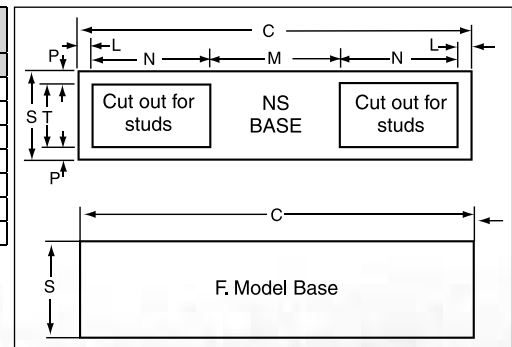 C
P L L
N M N
Cut out for studs
NS BASE
Cut out for studs
S T
P
C
S
F. Model Base